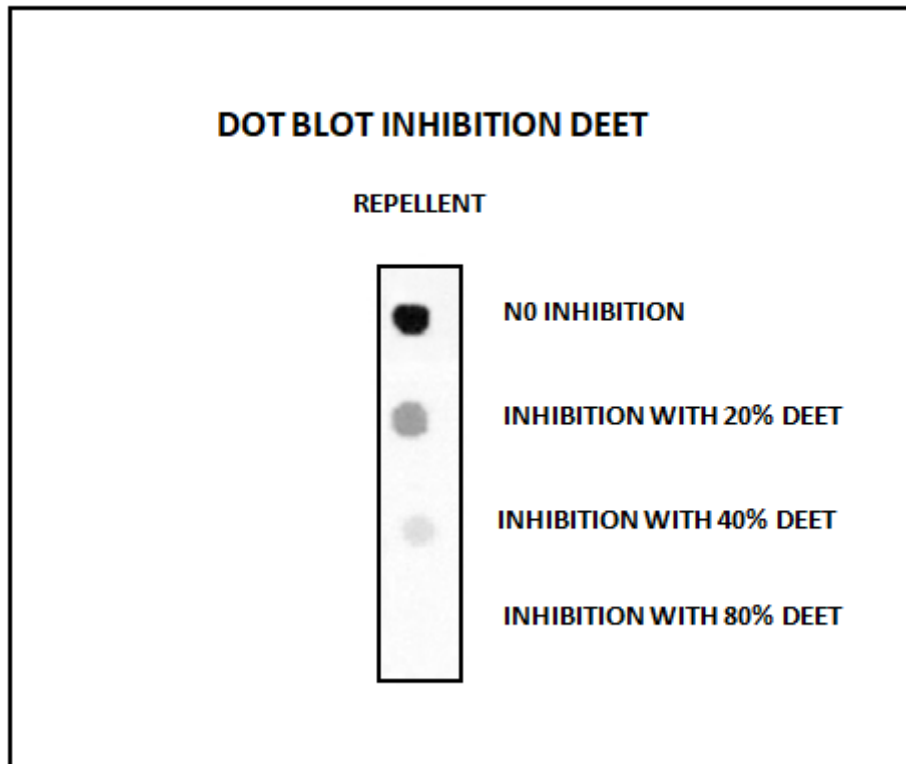 DOT BLOT INHIBITION DEET
REPELLENT
N0 INHIBITION
INHIBITION WITH 20% DEET
INHIBITION WITH 40% DEET
INHIBITION WITH 80% DEET